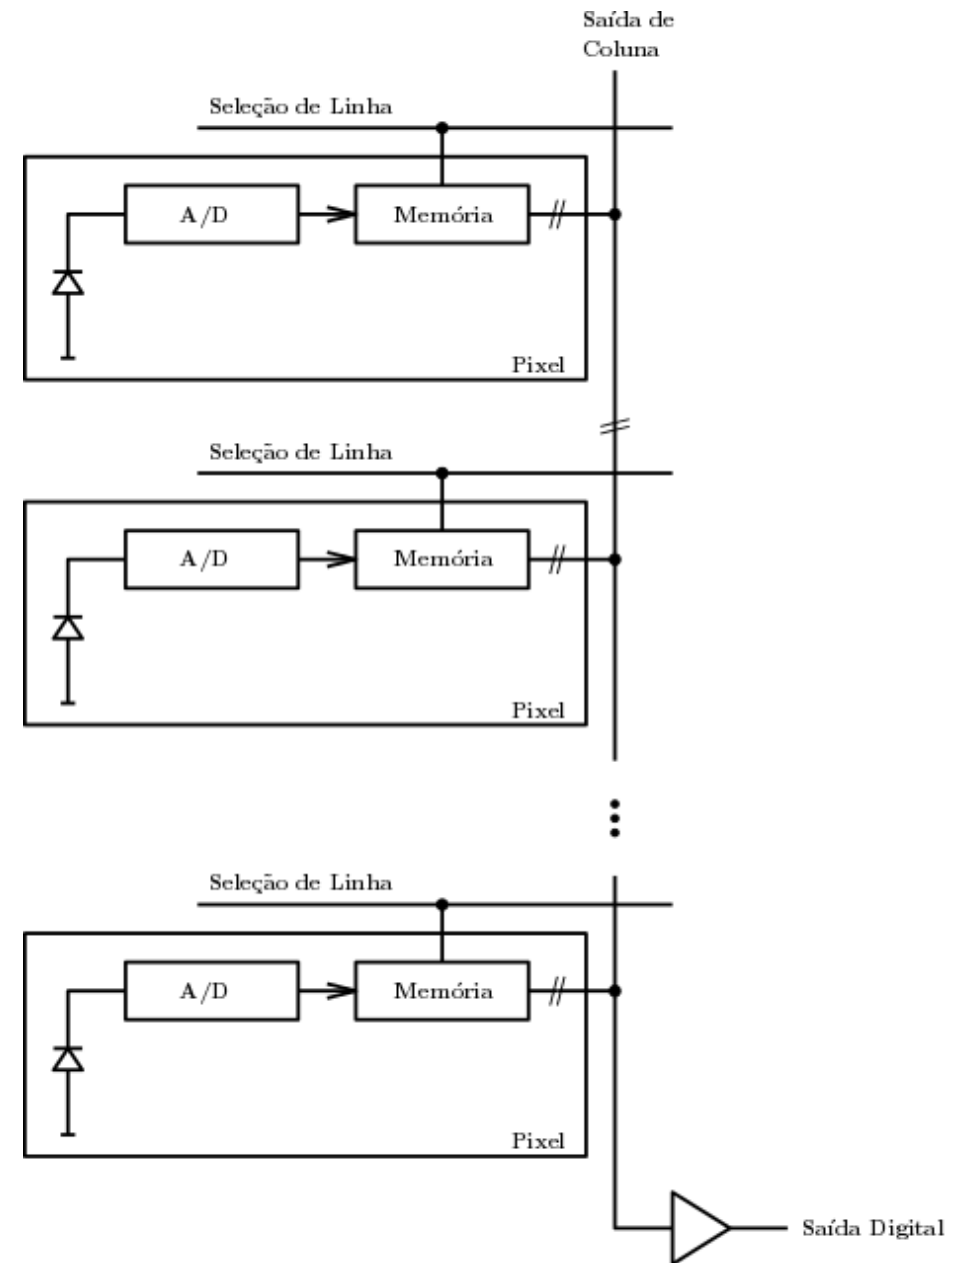 Saída de
Coluna
Seleção de Linha
A/D
Memória
Pixel
Seleção de Linha
A/D
Memória
Pixel
Seleção de Linha
A/D
Memória
Pixel
Saída Digital